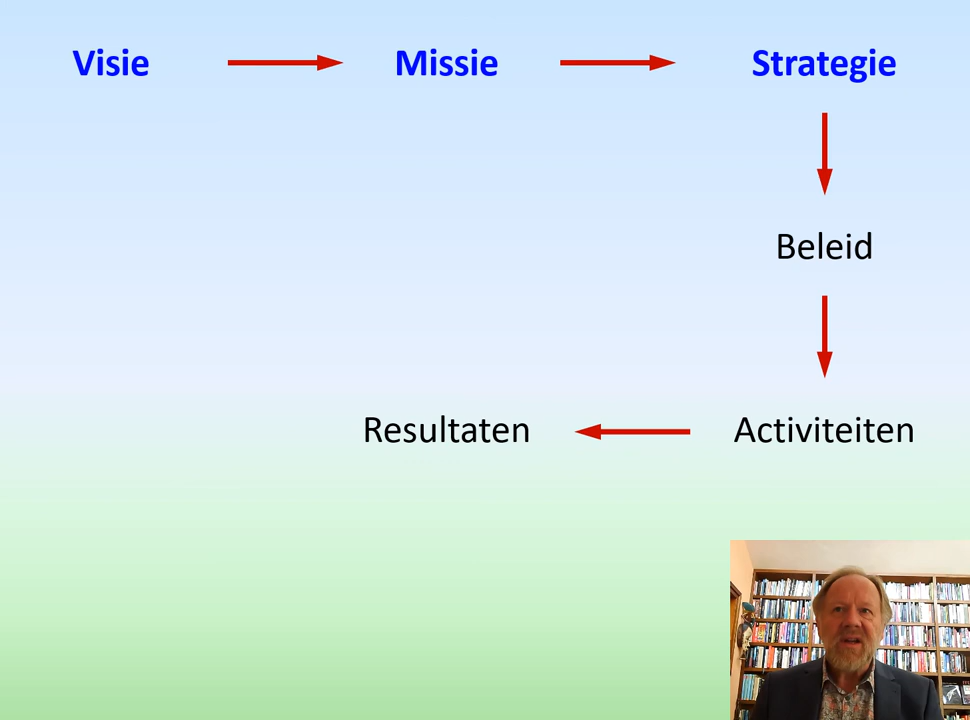 Visie
Missie
Strategie
Beleid
Activiteiten
Resultaten